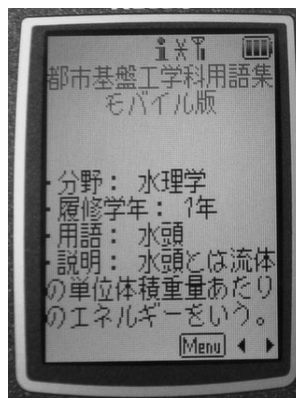 都市基盤工学科用語集
モバイル版
・分野： 水理学
・履修学年： 1年
・用語： 水頭
・説明： 水頭とは流体
の単位体積重量あたり
のエネルギーをいう。
Menu